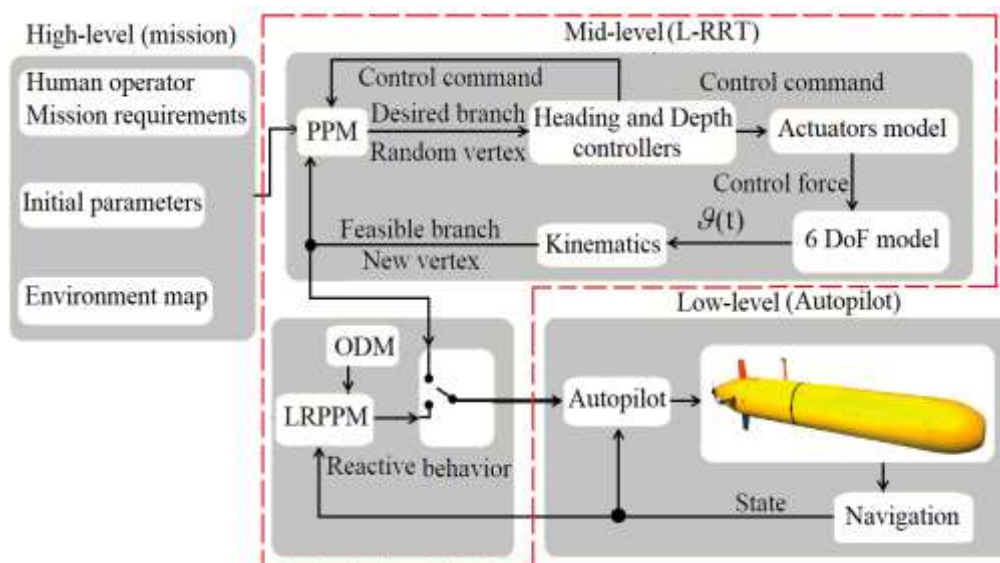 High-level (mission)
Human operator
Mission requirements
Initial parameters
Environment map
Mid-level (L-RRT)
Control command
Control command
PPM
Desired branch
Random vertex
Heading and Depth
controllers
Actuators model
Control force
Feasible branch
New vertex
Kinematics
𝜗(t)
6 DoF model
Low-level (Autopilot)
ODM
LRPPM
Reactive behavior
Autopilot
State
Navigation